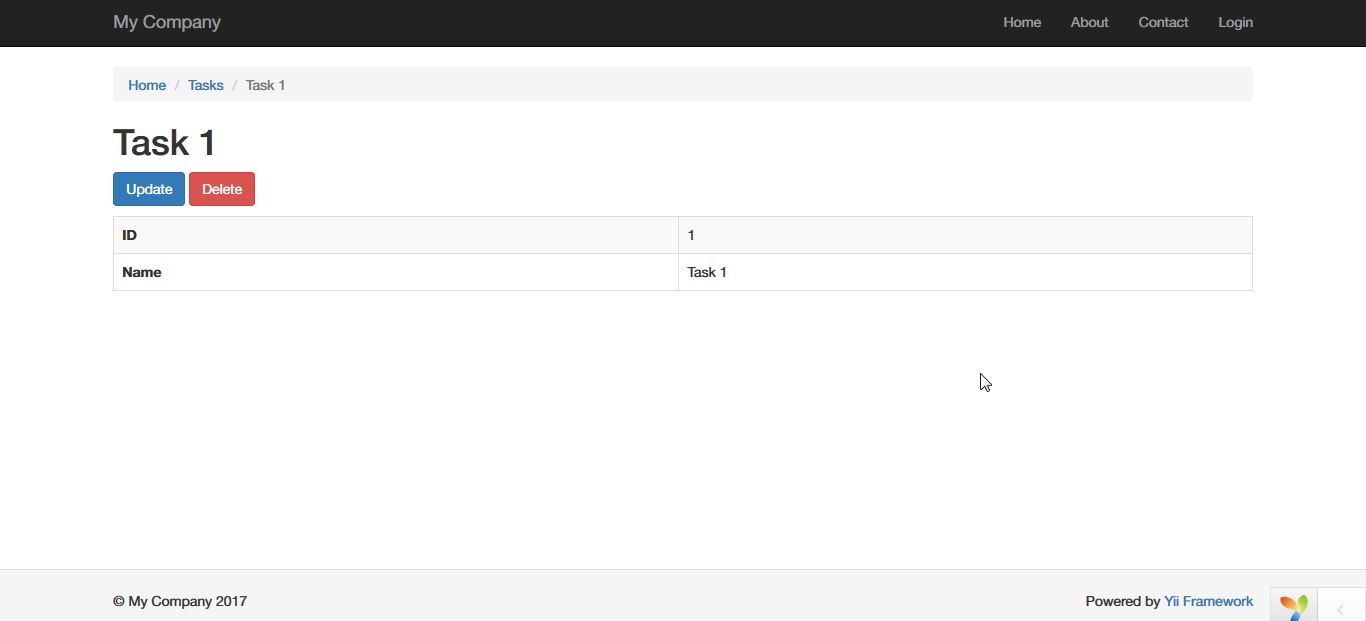 My Company Home About Contact Login
Home / Tasks / Task 1
Task 1
Update Delete
ID 1
Name Task 1
© My Company 2017 Powered by Yii Framework